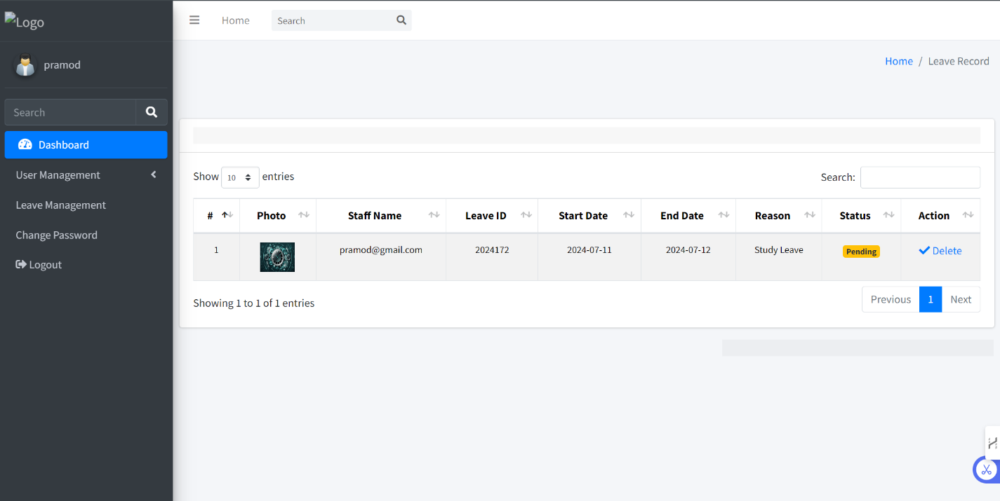 Logo
pramod
Search
Dashboard
User Management
Leave Management
Change Password
Logout
Home
Search
Home / Leave Record
Show 10 entries
Search:
# Photo Staff Name Leave ID Start Date End Date Reason Status Action
1 pramod@gmail.com 2024172 2024-07-11 2024-07-12 Study Leave Pending Delete
Showing 1 to 1 of 1 entries
Previous 1 Next